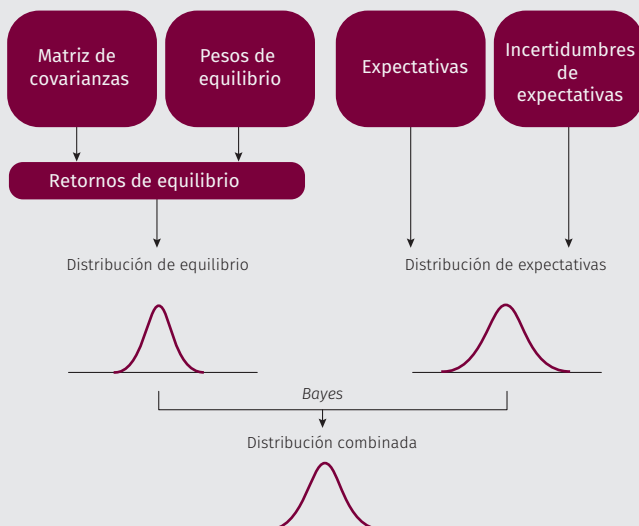 Matriz de
covarianzas
Pesos de
equilibrio
Expectativas
Incertidumbres
de
expectativas
Retornos de equilibrio
Distribución de equilibrio
Distribución de expectativas
Bayes
Distribución combinada